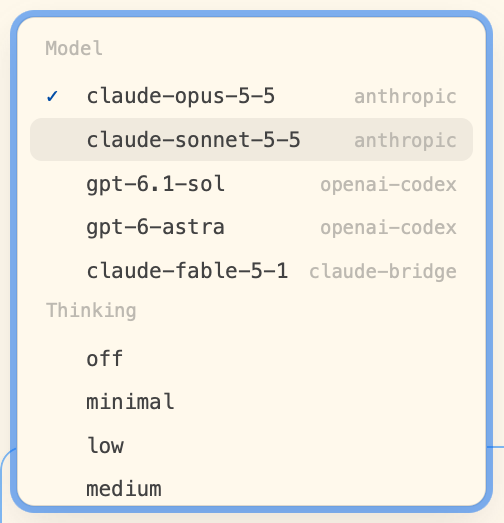 Model
✓ claude-opus-5-5 anthropic
claude-sonnet-5-5 anthropic
gpt-6.1-sol openai-codex
gpt-6-astra openai-codex
claude-fable-5-1 claude-bridge
Thinking
off
minimal
low
medium